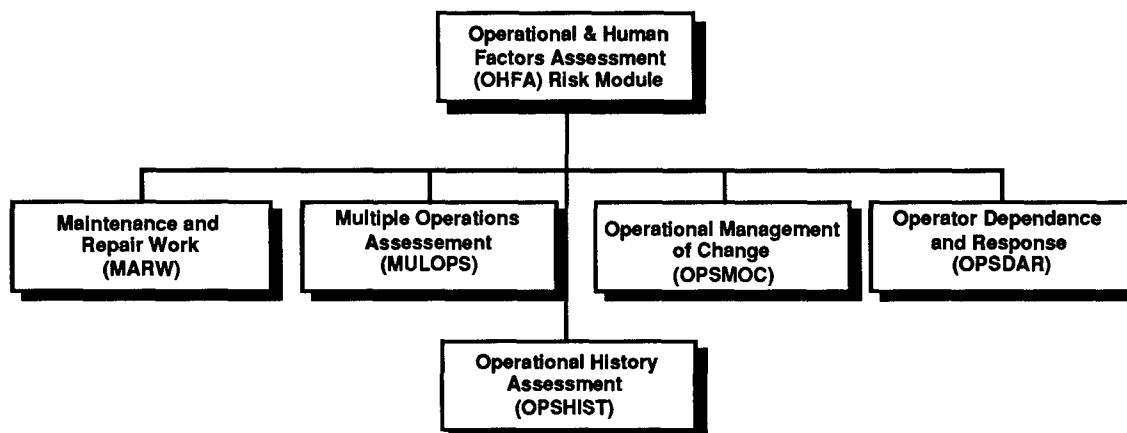 Operational & Human
Factors Assessment
(OHFA) Risk Module
Maintenance and
Repair Work
(MARW)
Multiple Operations
Assessement
(MULOPS)
Operational Management
of Change
(OPSMOC)
Operator Dependance
and Response
(OPSDAR)
Operational History
Assessment
(OPSHIST)